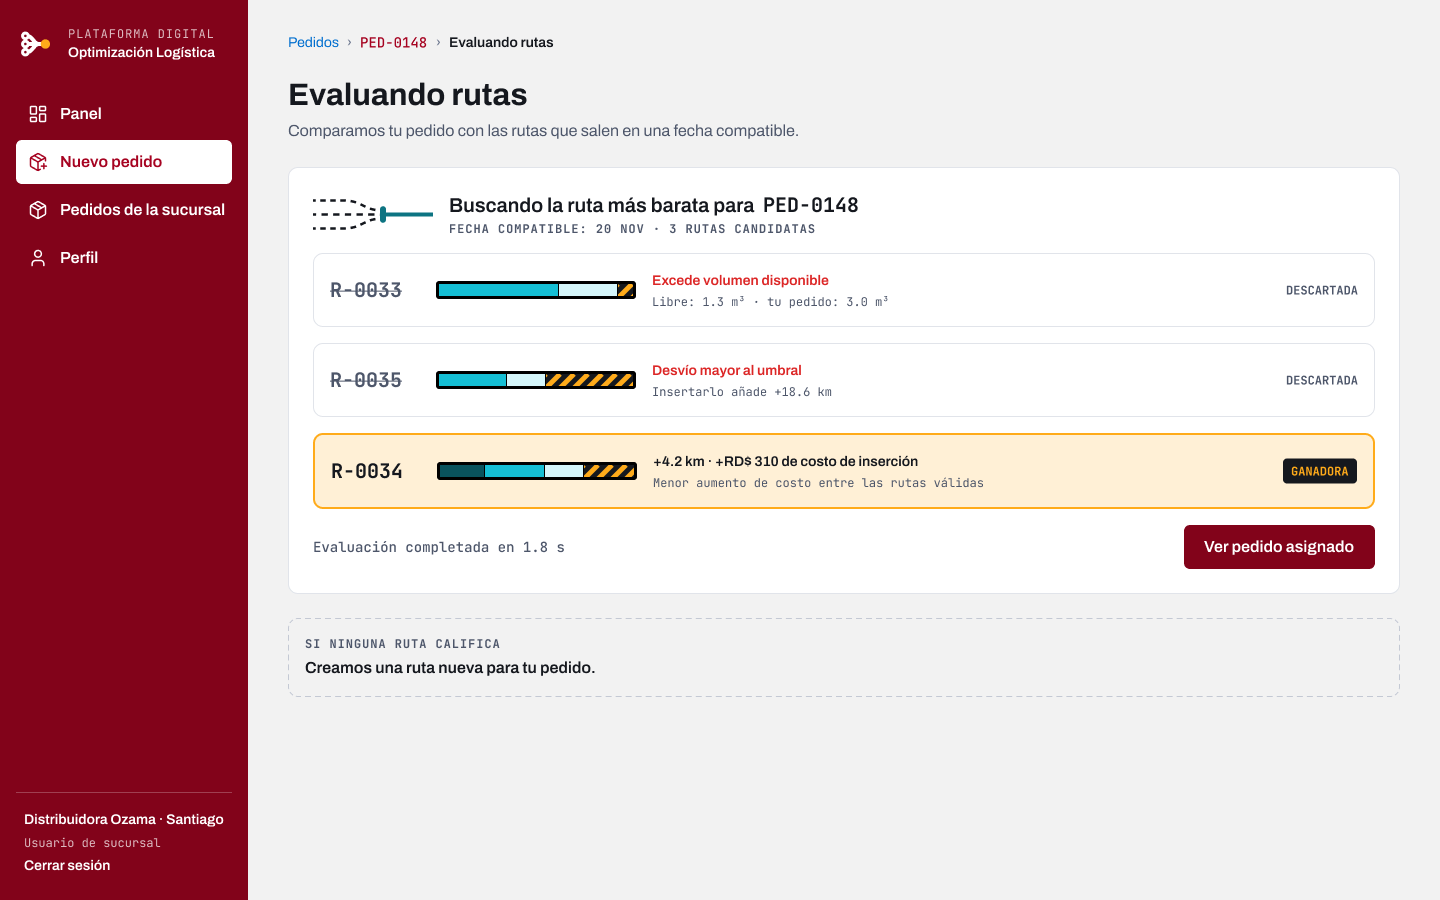 PLATAFORMA DIGITAL
Optimización Logística
Panel
Nuevo pedido
Pedidos de la sucursal
Perfil
Distribuidora Ozama · Santiago
Usuario de sucursal
Cerrar sesión
Pedidos › PED-0148 › Evaluando rutas
Evaluando rutas
Comparamos tu pedido con las rutas que salen en una fecha compatible.
Buscando la ruta más barata para PED-0148
FECHA COMPATIBLE: 20 NOV · 3 RUTAS CANDIDATAS
R-0033
Excede volumen disponible
Libre: 1.3 m³ · tu pedido: 3.0 m³
DESCARTADA
R-0035
Desvío mayor al umbral
Insertarlo añade +18.6 km
DESCARTADA
R-0034
+4.2 km · +RD$ 310 de costo de inserción
Menor aumento de costo entre las rutas válidas
GANADORA
Evaluación completada en 1.8 s
Ver pedido asignado
SI NINGUNA RUTA CALIFICA
Creamos una ruta nueva para tu pedido.